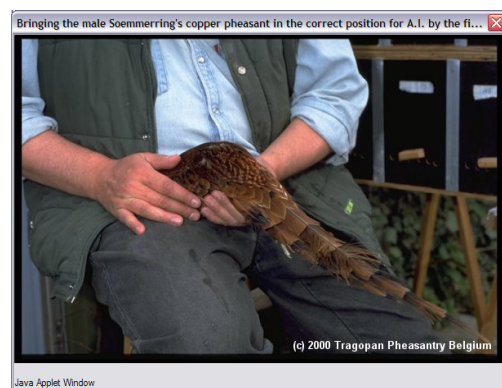 Bringing the male Soemmerring's copper pheasant in the correct position for A.I. by the fi...
(c) 2000 Tragopan Pheasantry Belgium
Java Applet Window